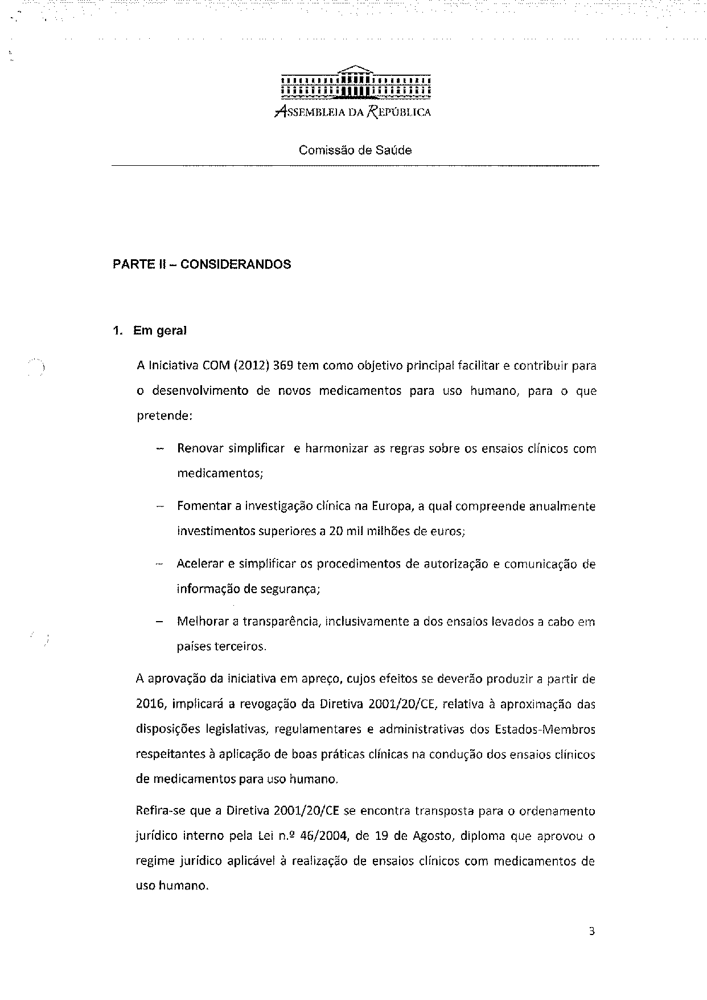 ASSEMBLEIA DA REPÚBLICA
Comissão de Saúde
PARTE II – CONSIDERANDOS
1. Em geral
A Iniciativa COM (2012) 369 tem como objetivo principal facilitar e contribuir para
o desenvolvimento de novos medicamentos para uso humano, para o que
pretende:
– Renovar simplificar e harmonizar as regras sobre os ensaios clínicos com
medicamentos;
– Fomentar a investigação clínica na Europa, a qual compreende anualmente
investimentos superiores a 20 mil milhões de euros;
– Acelerar e simplificar os procedimentos de autorização e comunicação de
informação de segurança;
– Melhorar a transparência, inclusivamente a dos ensaios levados a cabo em
países terceiros.
A aprovação da iniciativa em apreço, cujos efeitos se deverão produzir a partir de
2016, implicará a revogação da Diretiva 2001/20/CE, relativa à aproximação das
disposições legislativas, regulamentares e administrativas dos Estados-Membros
respeitantes à aplicação de boas práticas clínicas na condução dos ensaios clínicos
de medicamentos para uso humano.
Refira-se que a Diretiva 2001/20/CE se encontra transposta para o ordenamento
jurídico interno pela Lei n.º 46/2004, de 19 de Agosto, diploma que aprovou o
regime jurídico aplicável à realização de ensaios clínicos com medicamentos de
uso humano.
3